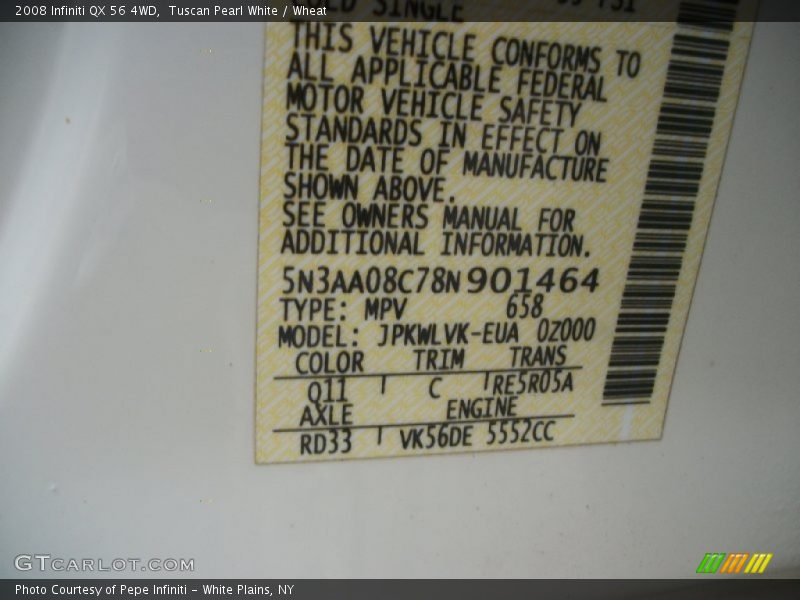 2008 Infiniti QX 56 4WD, Tuscan Pearl White / Wheat
SINGLE PSI
THIS VEHICLE CONFORMS TO
ALL APPLICABLE FEDERAL
MOTOR VEHICLE SAFETY
STANDARDS IN EFFECT ON
THE DATE OF MANUFACTURE
SHOWN ABOVE.
SEE OWNERS MANUAL FOR
ADDITIONAL INFORMATION.
5N3AA08C78N901464
TYPE: MPV 658
MODEL: JPKWLVK-EUA 0Z000
COLOR TRIM TRANS
Q11 C RE5R05A
AXLE ENGINE
RD33 VK56DE 5552CC
GTCARLOT.COM
Photo Courtesy of Pepe Infiniti - White Plains, NY